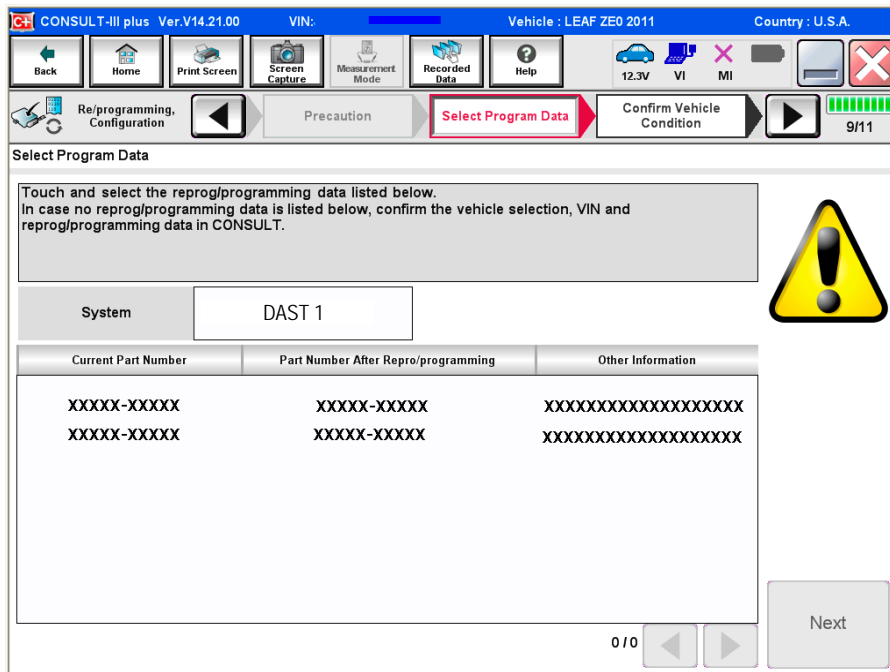 C+ CONSULT-III plus Ver.V14.21.00 VIN: Vehicle : LEAF ZE0 2011 Country : U.S.A.
Back
Home
Print Screen
Screen
Capture
Measurement
Mode
Recorded
Data
Help
12.3V
VI
MI
Re/programming,
Configuration
Precaution
Select Program Data
Confirm Vehicle
Condition
9/11
Select Program Data
Touch and select the reprog/programming data listed below.
In case no reprog/programming data is listed below, confirm the vehicle selection, VIN and
reprog/programming data in CONSULT.
System DAST 1
Current Part Number Part Number After Repro/programming Other Information
XXXXX-XXXXX XXXXX-XXXXX XXXXXXXXXXXXXXXXXXX
XXXXX-XXXXX XXXXX-XXXXX XXXXXXXXXXXXXXXXXXX
Next
0/0